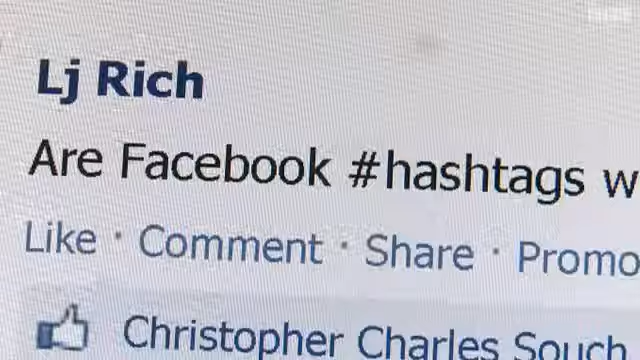 Lj Rich
Are Facebook #hashtags w
Like · Comment · Share · Promo
Christopher Charles Souch